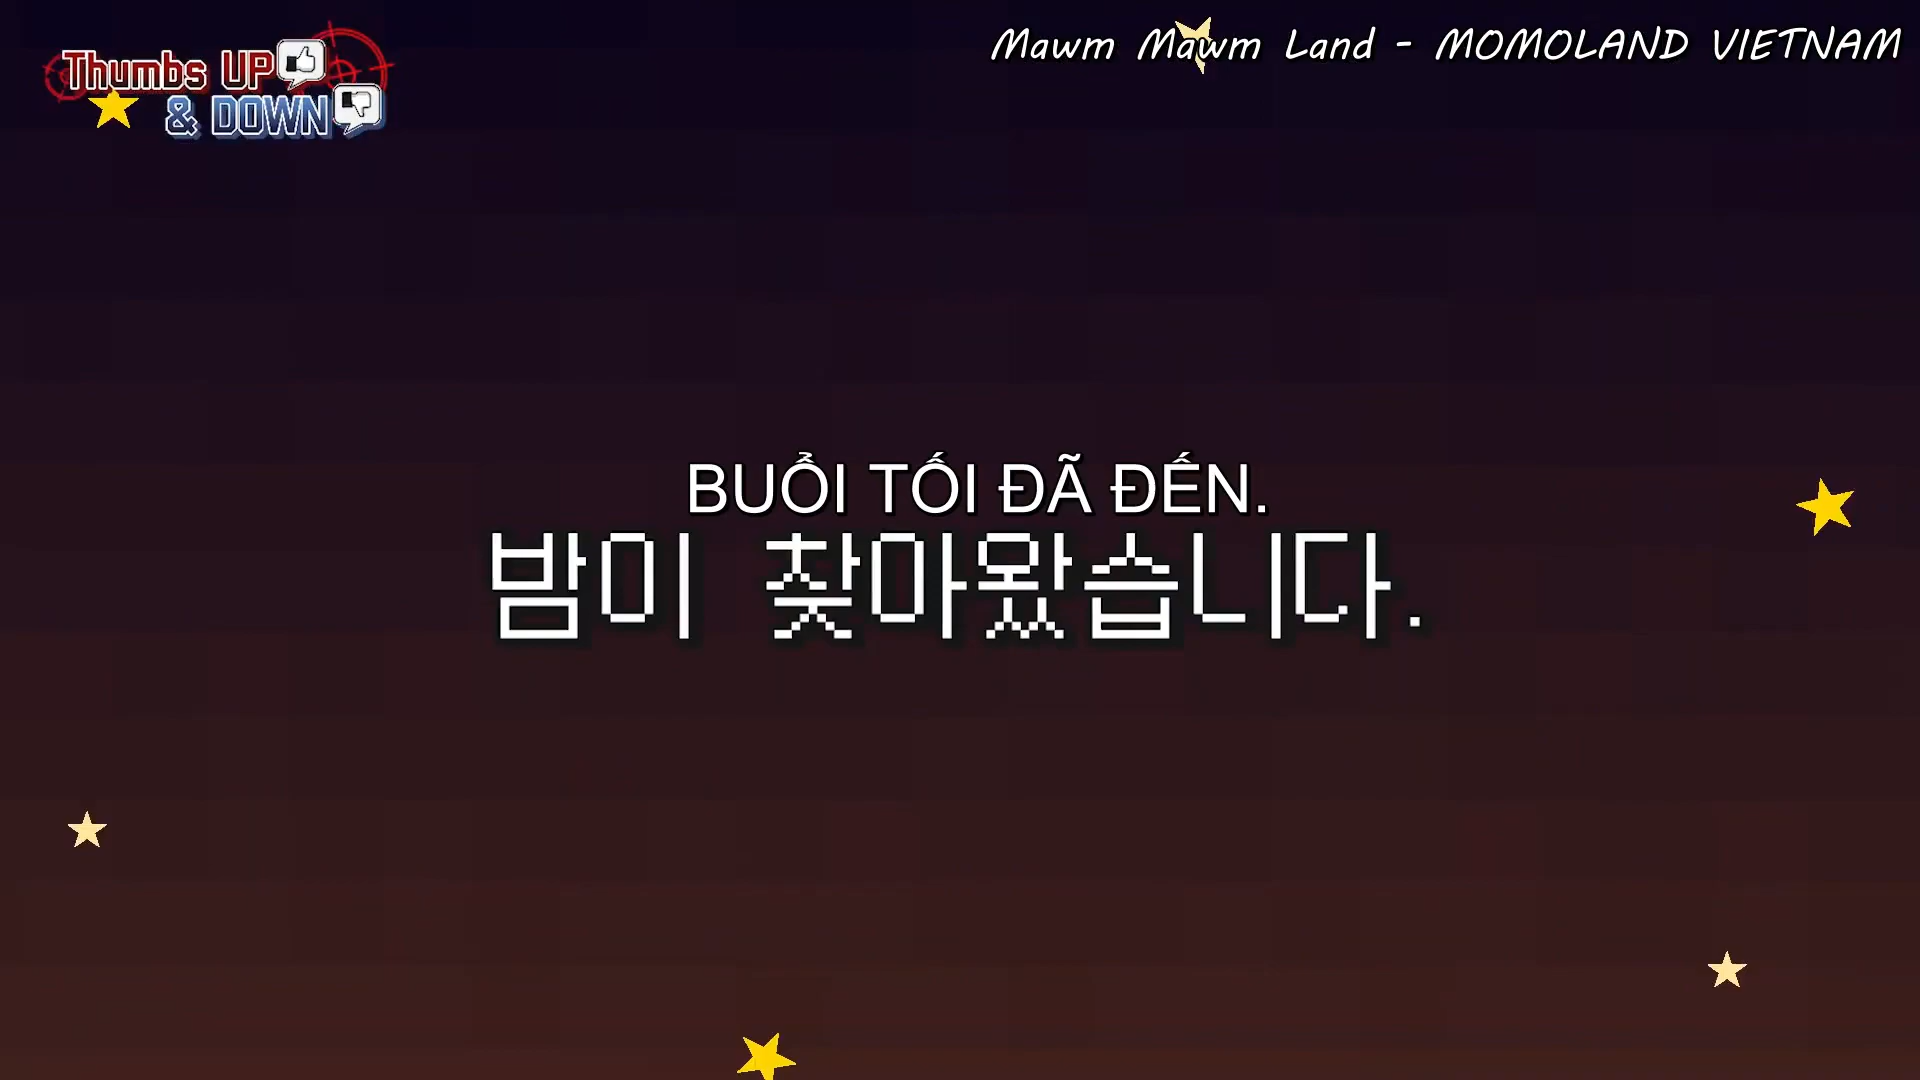 Thumbs UP
& DOWN
Mawm Mawm Land - MOMOLAND VIETNAM
BUỔI TỐI ĐÃ ĐẾN.
밤이 찾아왔습니다.